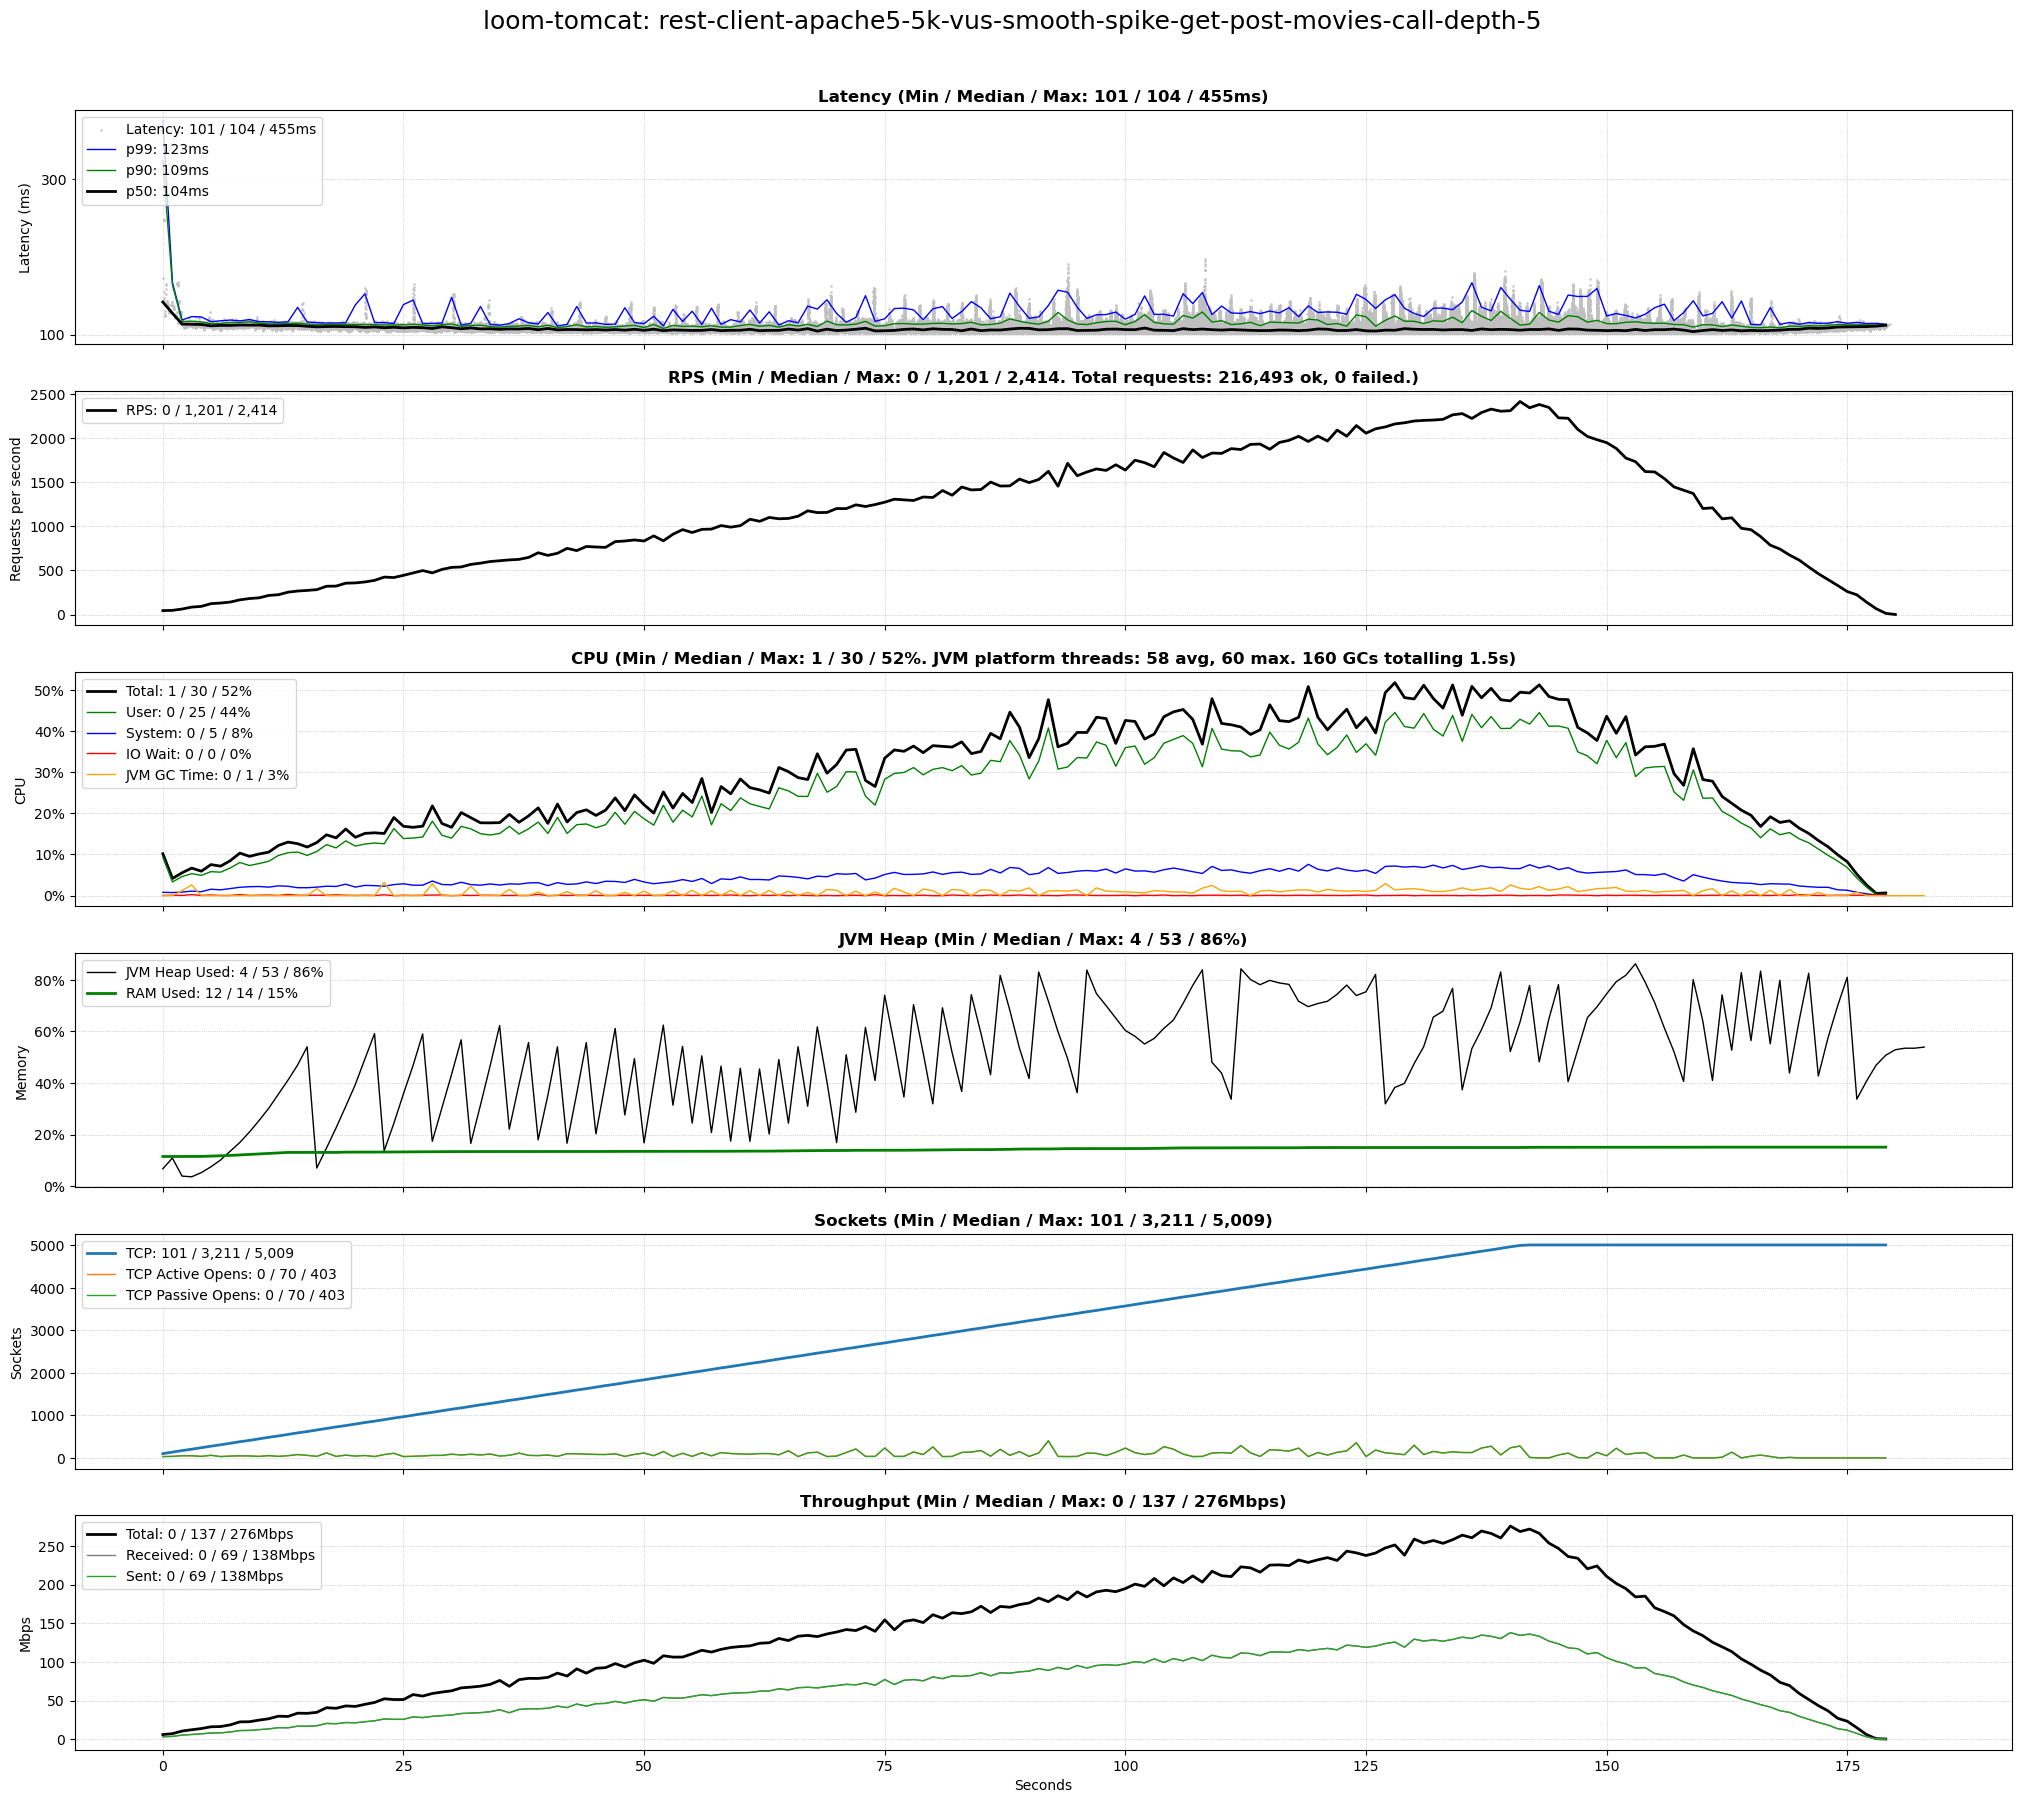 loom-tomcat: rest-client-apache5-5k-vus-smooth-spike-get-post-movies-call-depth-5
Latency (Min / Median / Max: 101 / 104 / 455ms)
Latency: 101 / 104 / 455ms
p99: 123ms
p90: 109ms
p50: 104ms
300
100
Latency (ms)
RPS (Min / Median / Max: 0 / 1,201 / 2,414. Total requests: 216,493 ok, 0 failed.)
RPS: 0 / 1,201 / 2,414
2500
2000
1500
1000
500
0
Requests per second
CPU (Min / Median / Max: 1 / 30 / 52%. JVM platform threads: 58 avg, 60 max. 160 GCs totalling 1.5s)
Total: 1 / 30 / 52%
User: 0 / 25 / 44%
System: 0 / 5 / 8%
IO Wait: 0 / 0 / 0%
JVM GC Time: 0 / 1 / 3%
50%
40%
30%
20%
10%
0%
CPU
JVM Heap (Min / Median / Max: 4 / 53 / 86%)
JVM Heap Used: 4 / 53 / 86%
RAM Used: 12 / 14 / 15%
80%
60%
40%
20%
0%
Memory
Sockets (Min / Median / Max: 101 / 3,211 / 5,009)
TCP: 101 / 3,211 / 5,009
TCP Active Opens: 0 / 70 / 403
TCP Passive Opens: 0 / 70 / 403
5000
4000
3000
2000
1000
0
Sockets
Throughput (Min / Median / Max: 0 / 137 / 276Mbps)
Total: 0 / 137 / 276Mbps
Received: 0 / 69 / 138Mbps
Sent: 0 / 69 / 138Mbps
250
200
150
100
50
0
Mbps
0 25 50 75 100 125 150 175
Seconds